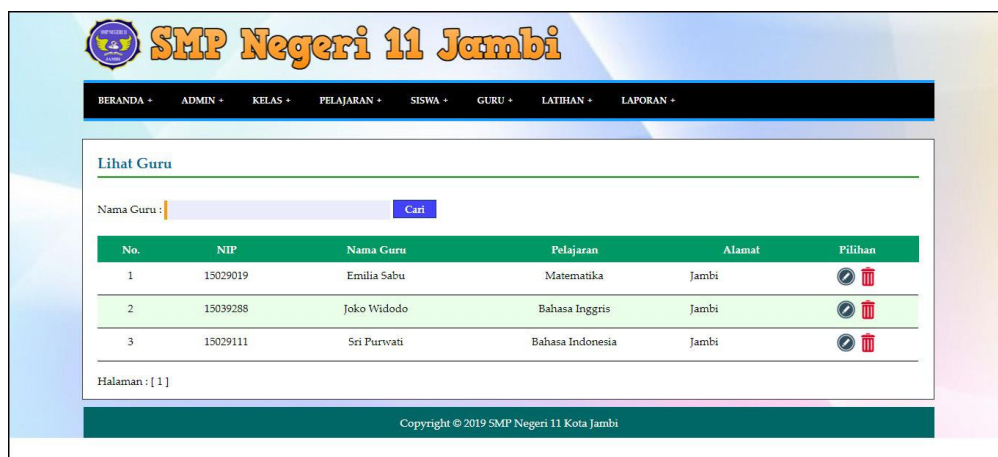 SMP Negeri 11 Jambi
BERANDA + ADMIN + KELAS + PELAJARAN + SISWA + GURU + LATIHAN + LAPORAN +
Lihat Guru
Nama Guru : Cari
No. NIP Nama Guru Pelajaran Alamat Pilihan
1 15029019 Emilia Sabu Matematika Jambi
2 15039288 Joko Widodo Bahasa Inggris Jambi
3 15029111 Sri Purwati Bahasa Indonesia Jambi
Halaman : [ 1 ]
Copyright © 2019 SMP Negeri 11 Kota Jambi